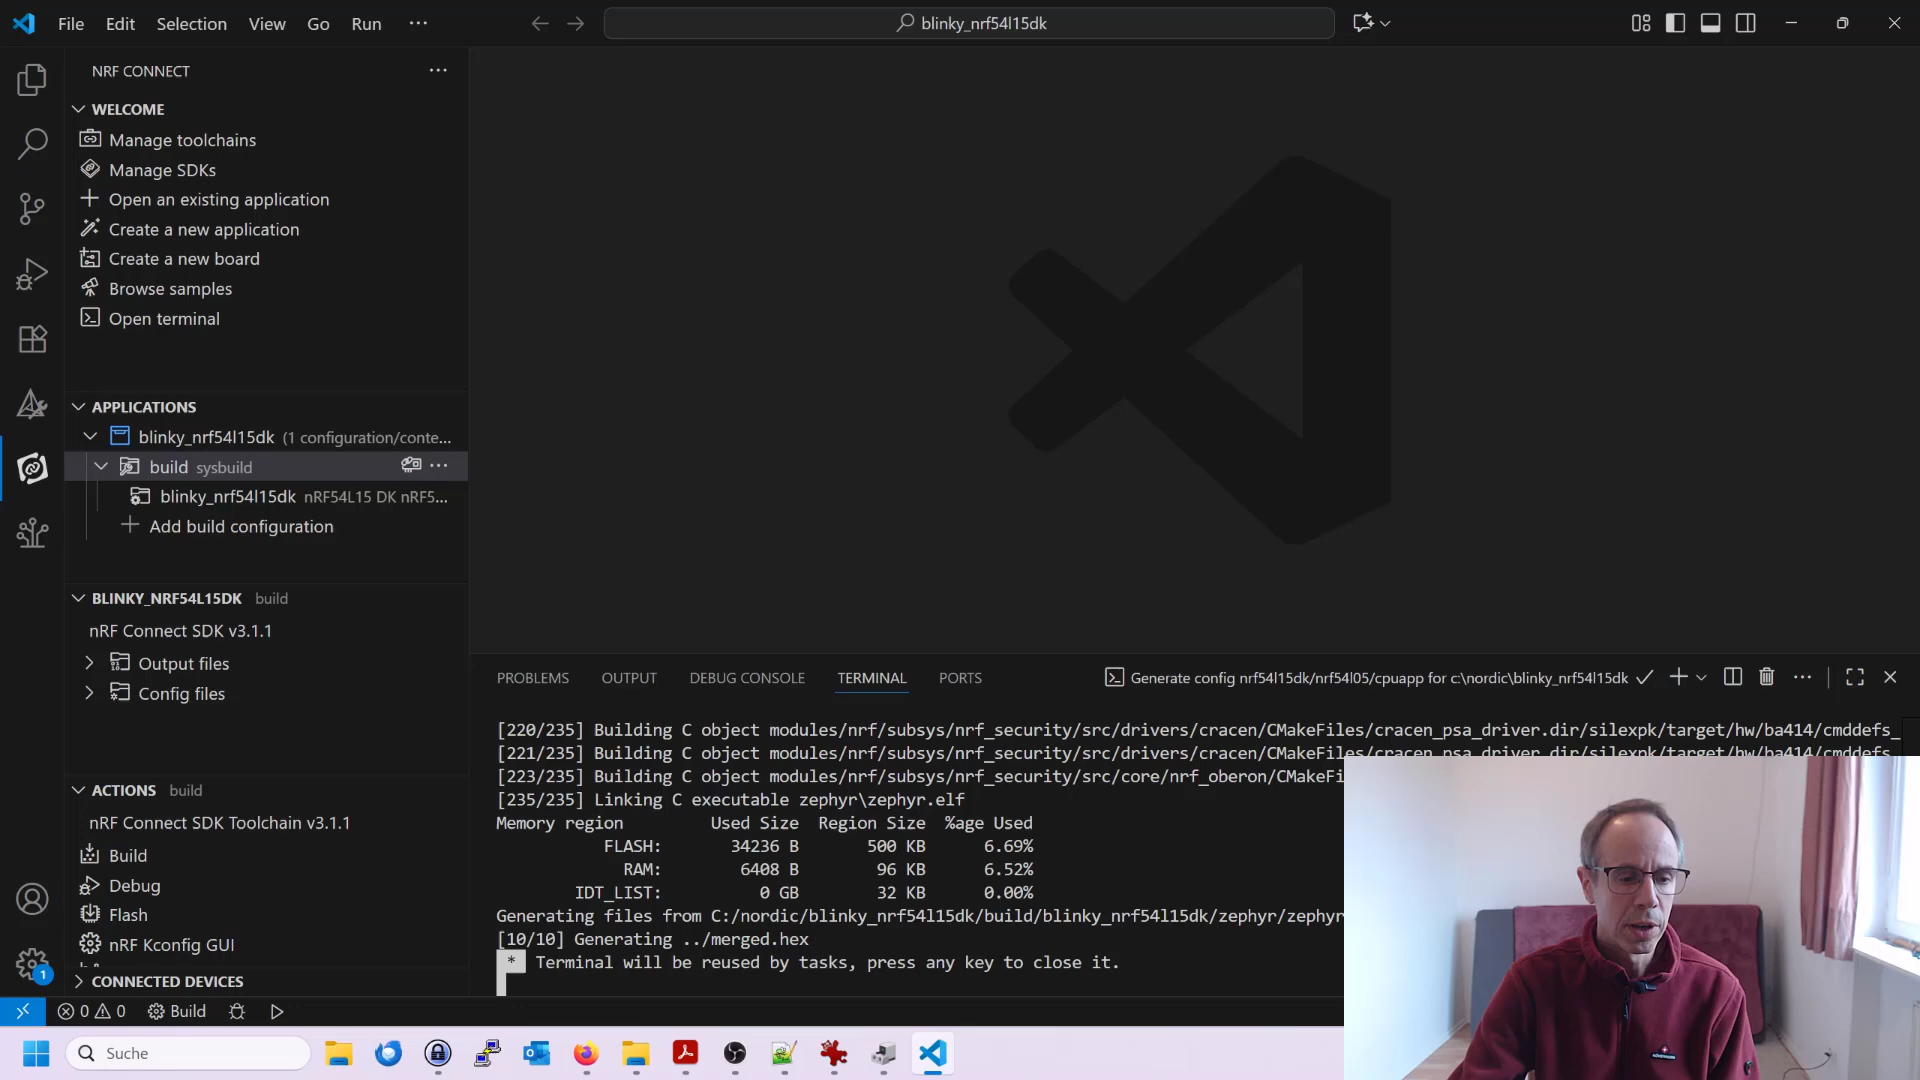 File Edit Selection View Go Run ···
blinky_nrf54l15dk
NRF CONNECT
WELCOME
Manage toolchains
Manage SDKs
Open an existing application
Create a new application
Create a new board
Browse samples
Open terminal
APPLICATIONS
blinky_nrf54l15dk (1 configuration/conte...
build sysbuild
blinky_nrf54l15dk nRF54L15 DK nRF5...
Add build configuration
BLINKY_NRF54L15DK build
nRF Connect SDK v3.1.1
Output files
Config files
ACTIONS build
nRF Connect SDK Toolchain v3.1.1
Build
Debug
Flash
nRF Kconfig GUI
CONNECTED DEVICES
PROBLEMS OUTPUT DEBUG CONSOLE TERMINAL PORTS
Generate config nrf54l15dk/nrf54l05/cpuapp for c:\nordic\blinky_nrf54l15dk
[220/235] Building C object modules/nrf/subsys/nrf_security/src/drivers/cracen/CMakeFiles/cracen_psa_driver.dir/silexpk/target/hw/ba414/cmddefs_
[221/235] Building C object modules/nrf/subsys/nrf_security/src/drivers/cracen/CMakeFiles/cracen_psa_driver.dir/silexpk/target/hw/ba414/cmddefs_
[223/235] Building C object modules/nrf/subsys/nrf_security/src/core/nrf_oberon/CMakeFi
[235/235] Linking C executable zephyr\zephyr.elf
Memory region Used Size Region Size %age Used
FLASH: 34236 B 500 KB 6.69%
RAM: 6408 B 96 KB 6.52%
IDT_LIST: 0 GB 32 KB 0.00%
Generating files from C:/nordic/blinky_nrf54l15dk/build/blinky_nrf54l15dk/zephyr/zephyr
[10/10] Generating ../merged.hex
* Terminal will be reused by tasks, press any key to close it.
1
0 0 Build
Suche